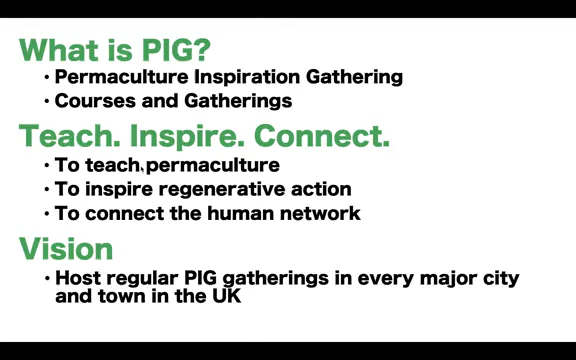 What is PIG?
• Permaculture Inspiration Gathering
• Courses and Gatherings
Teach. Inspire. Connect.
• To teach permaculture
• To inspire regenerative action
• To connect the human network
Vision
• Host regular PIG gatherings in every major city
and town in the UK